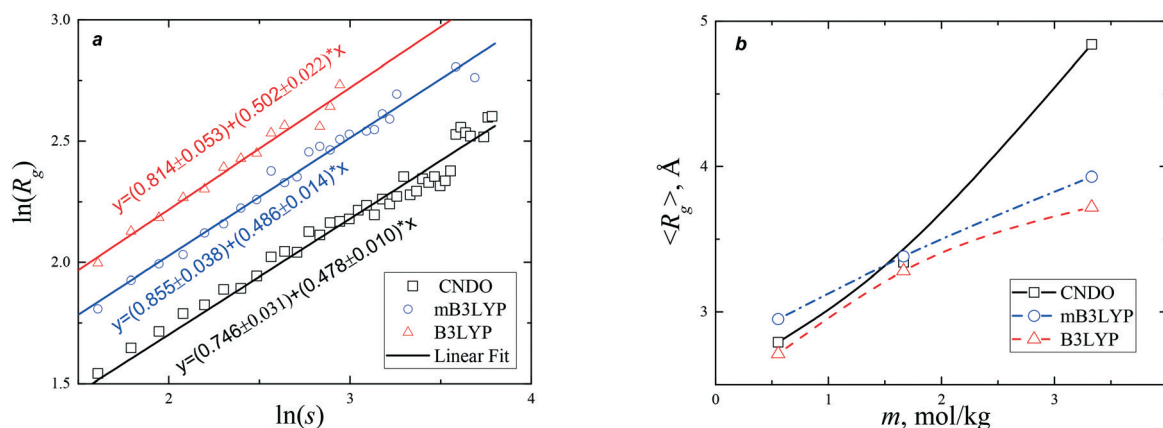 a
ln(R_g)
3.0
2.5
2.0
1.5
y=(0.814±0.053)+(0.502±0.022)*x
y=(0.855±0.038)+(0.486±0.014)*x
y=(0.746±0.031)+(0.478±0.010)*x
CNDO
mB3LYP
B3LYP
Linear Fit
2 3 4
ln(s)
b
<R_g>, Å
5
4
3
2
CNDO
mB3LYP
B3LYP
0 1 2 3
m, mol/kg